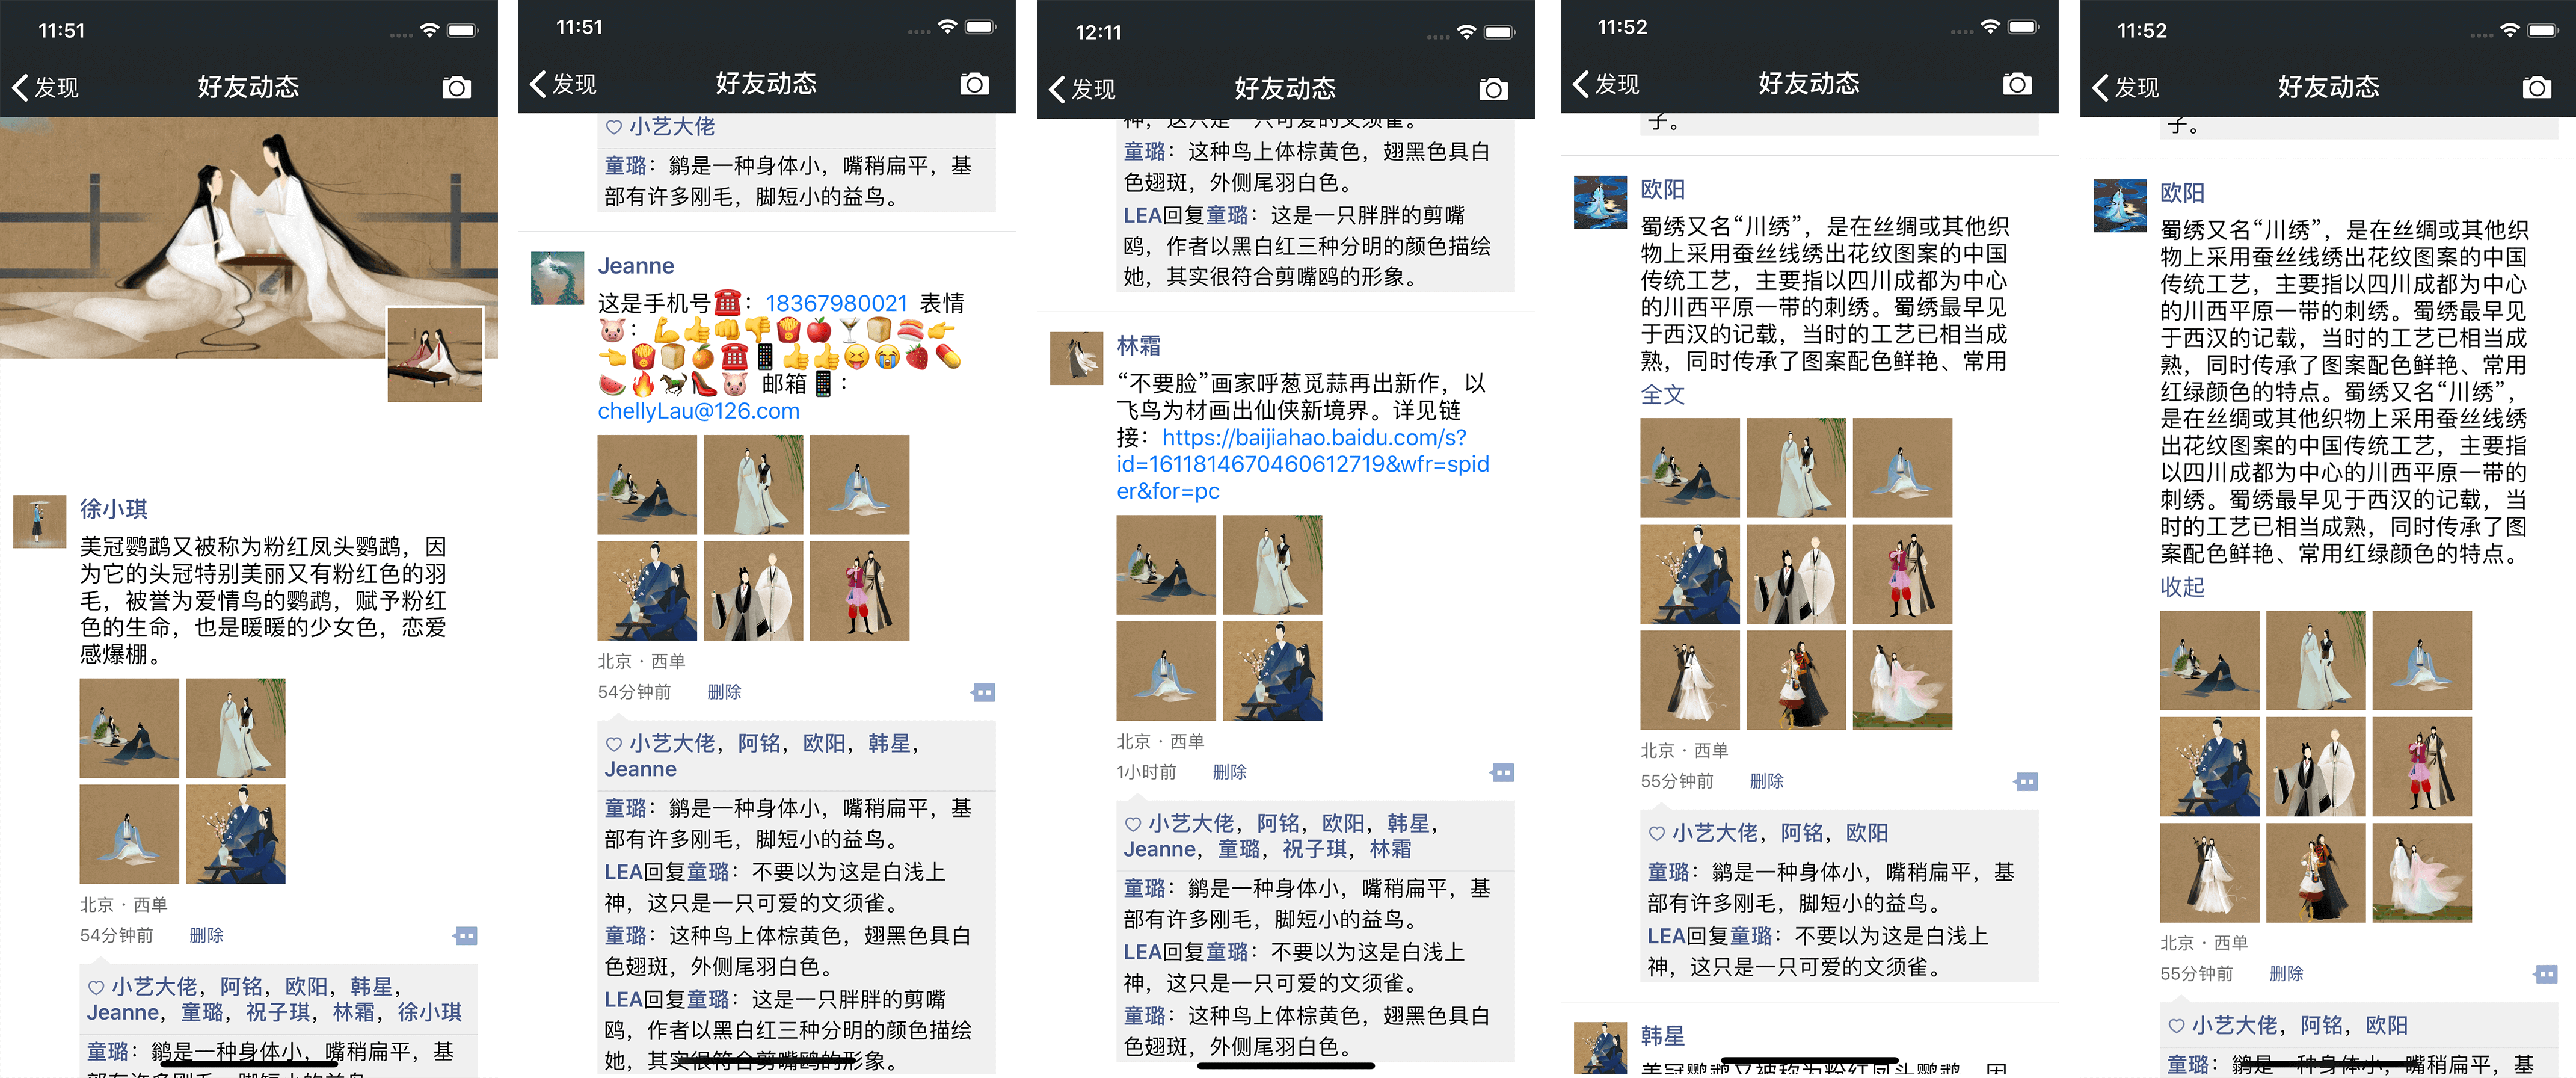 11:51
发现
好友动态
徐小琪
美冠鹦鹉又被称为粉红凤头鹦鹉，因
为它的头冠特别美丽又有粉红色的羽
毛，被誉为爱情鸟的鹦鹉，赋予粉红
色的生命，也是暖暖的少女色，恋爱
感爆棚。
北京 · 西单
54分钟前 删除
小艺大佬，阿铭，欧阳，韩星，
Jeanne，童璐，祝子琪，林霜，徐小琪
童璐：鹟是一种身体小，嘴稍扁平，基
11:51
发现
好友动态
小艺大佬
童璐：鹟是一种身体小，嘴稍扁平，基
部有许多刚毛，脚短小的益鸟。
Jeanne
这是手机号☎️：18367980021 表情
🐷：💪👍👊👎🍟🍎🍸🍞🍣👉
👈🍟🍞🍊☎️📱👍👍😝😭🍓💊
🍉🔥🐎👠🐷 邮箱📱：
chellyLau@126.com
北京 · 西单
54分钟前 删除
小艺大佬，阿铭，欧阳，韩星，
Jeanne
童璐：鹟是一种身体小，嘴稍扁平，基
部有许多刚毛，脚短小的益鸟。
LEA回复童璐：不要以为这是白浅上
神，这只是一只可爱的文须雀。
童璐：这种鸟上体棕黄色，翅黑色具白
色翅斑，外侧尾羽白色。
LEA回复童璐：这是一只胖胖的剪嘴
鸥，作者以黑白红三种分明的颜色描绘
她，其实很符合剪嘴鸥的形象。
12:11
发现
好友动态
神，这只是一只可爱的文须雀。
童璐：这种鸟上体棕黄色，翅黑色具白
色翅斑，外侧尾羽白色。
LEA回复童璐：这是一只胖胖的剪嘴
鸥，作者以黑白红三种分明的颜色描绘
她，其实很符合剪嘴鸥的形象。
林霜
“不要脸”画家呼葱觅蒜再出新作，以
飞鸟为材画出仙侠新境界。详见链
接：https://baijiahao.baidu.com/s?
id=1611814670460612719&wfr=spid
er&for=pc
北京 · 西单
1小时前 删除
小艺大佬，阿铭，欧阳，韩星，
Jeanne，童璐，祝子琪，林霜
童璐：鹟是一种身体小，嘴稍扁平，基
部有许多刚毛，脚短小的益鸟。
LEA回复童璐：不要以为这是白浅上
神，这只是一只可爱的文须雀。
童璐：这种鸟上体棕黄色，翅黑色具白
色翅斑，外侧尾羽白色。
11:52
发现
好友动态
子。
欧阳
蜀绣又名“川绣”，是在丝绸或其他织
物上采用蚕丝线绣出花纹图案的中国
传统工艺，主要指以四川成都为中心
的川西平原一带的刺绣。蜀绣最早见
于西汉的记载，当时的工艺已相当成
熟，同时传承了图案配色鲜艳、常用
全文
北京 · 西单
55分钟前 删除
小艺大佬，阿铭，欧阳
童璐：鹟是一种身体小，嘴稍扁平，基
部有许多刚毛，脚短小的益鸟。
LEA回复童璐：不要以为这是白浅上
神，这只是一只可爱的文须雀。
韩星
美冠鹦鹉又被称为粉红凤头鹦鹉，因
11:52
发现
好友动态
子。
欧阳
蜀绣又名“川绣”，是在丝绸或其他织
物上采用蚕丝线绣出花纹图案的中国
传统工艺，主要指以四川成都为中心
的川西平原一带的刺绣。蜀绣最早见
于西汉的记载，当时的工艺已相当成
熟，同时传承了图案配色鲜艳、常用
红绿颜色的特点。蜀绣又名“川绣”，
是在丝绸或其他织物上采用蚕丝线绣
出花纹图案的中国传统工艺，主要指
以四川成都为中心的川西平原一带的
刺绣。蜀绣最早见于西汉的记载，当
时的工艺已相当成熟，同时传承了图
案配色鲜艳、常用红绿颜色的特点。
收起
北京 · 西单
55分钟前 删除
小艺大佬，阿铭，欧阳
童璐：鹟是一种身体小，嘴稍扁平，基